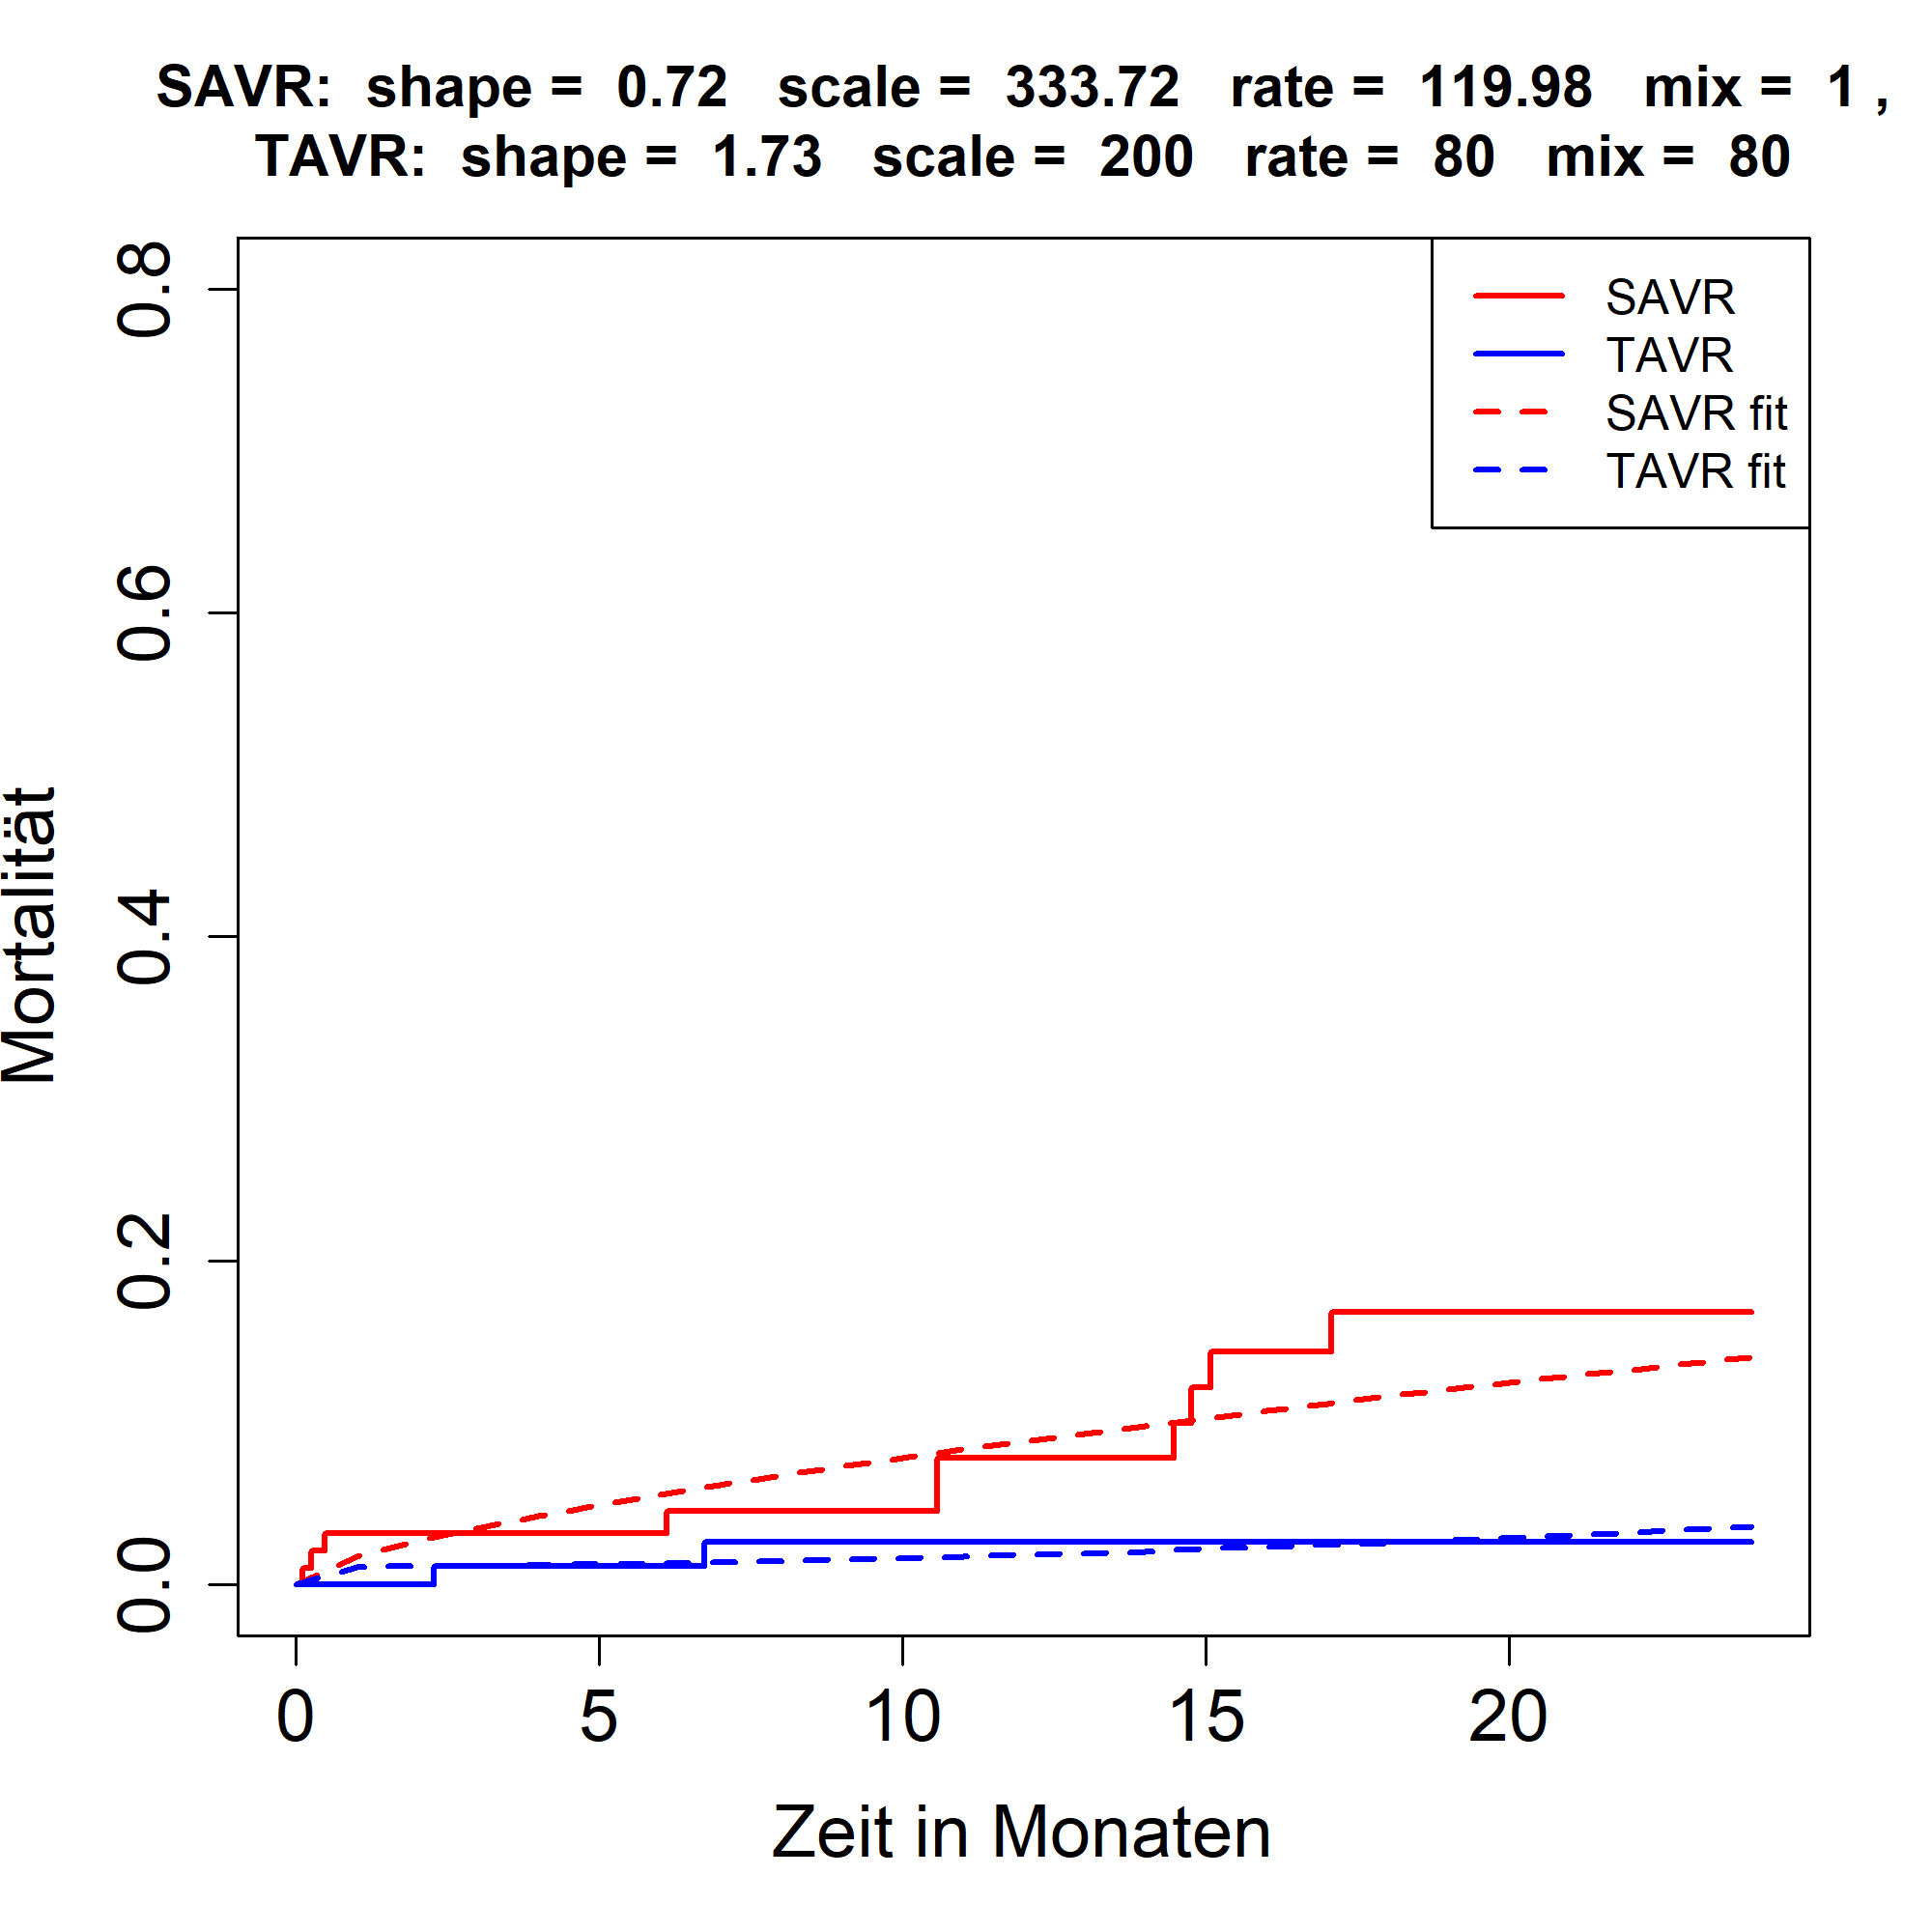 SAVR: shape = 0.72 scale = 333.72 rate = 119.98 mix = 1 ,
TAVR: shape = 1.73 scale = 200 rate = 80 mix = 80
SAVR
TAVR
SAVR fit
TAVR fit
Mortalität
0.8
0.6
0.4
0.2
0.0
0 5 10 15 20
Zeit in Monaten